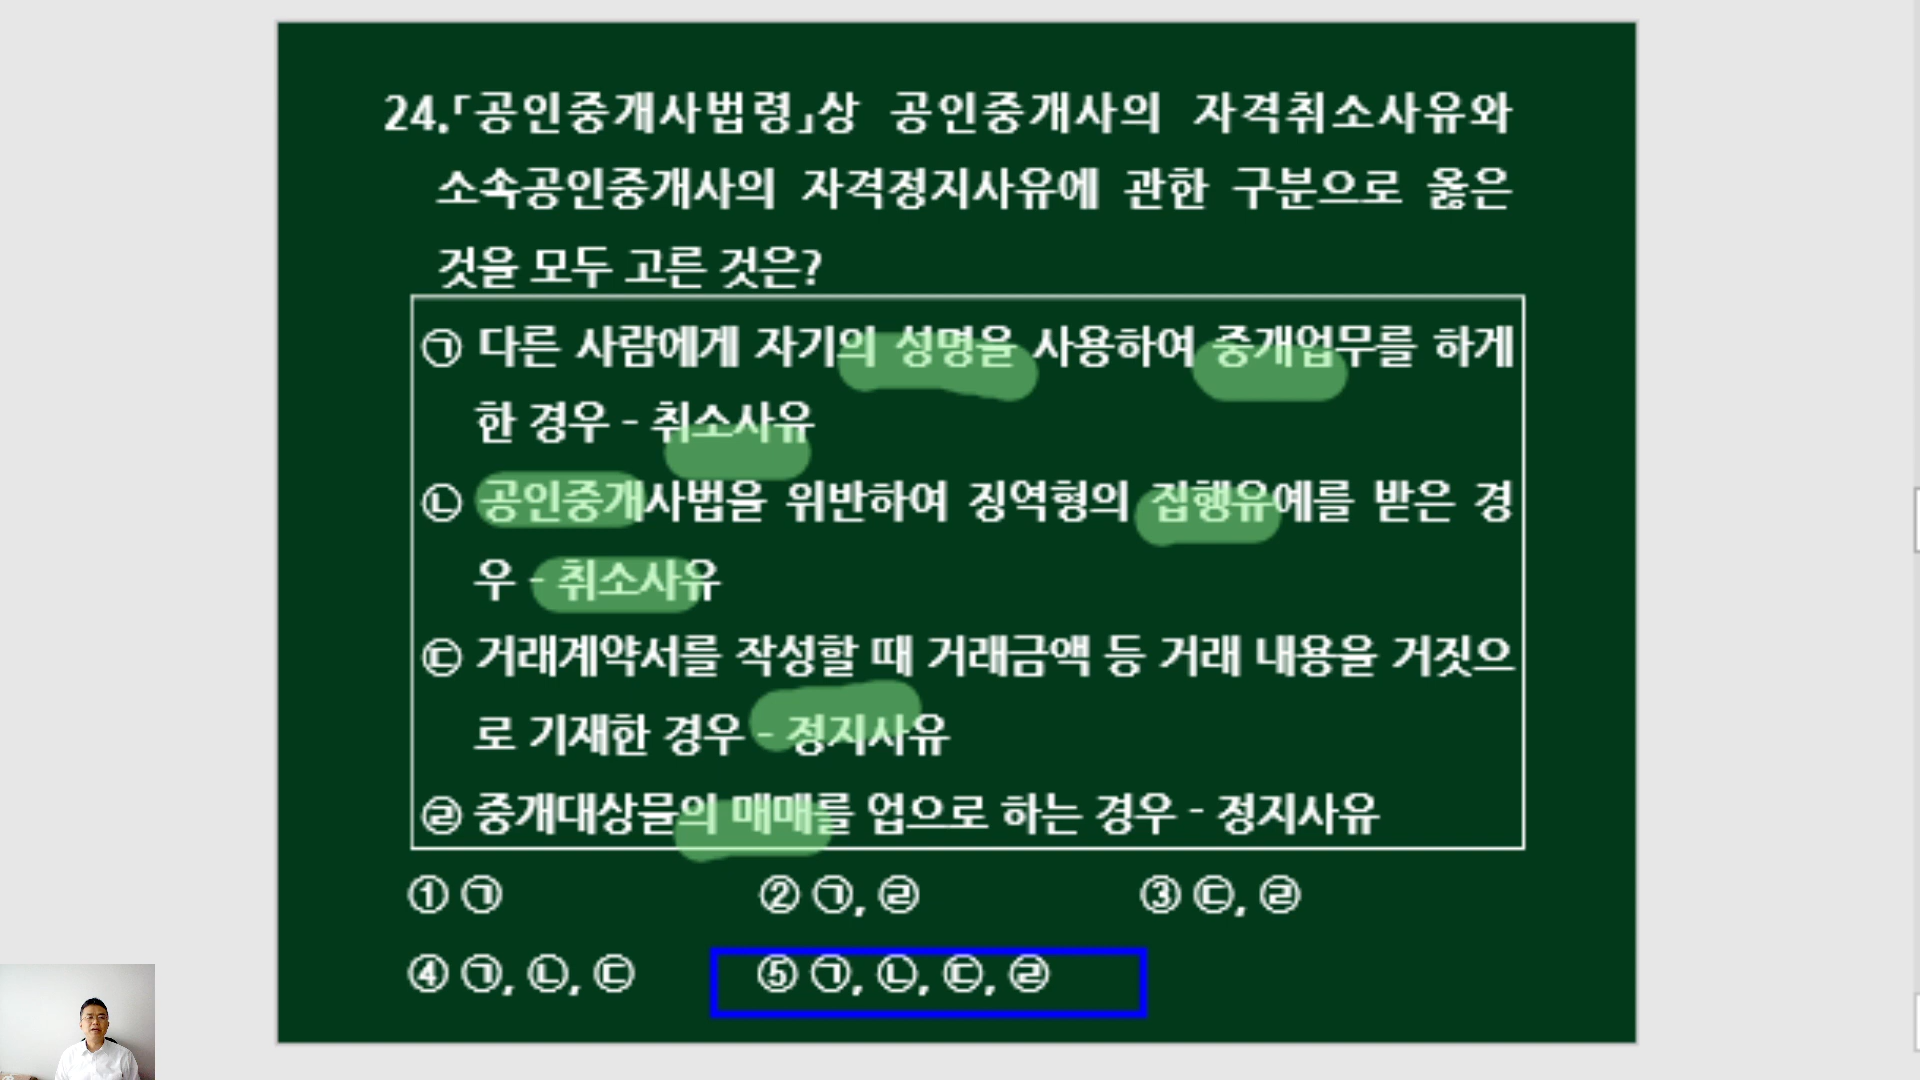 24.「공인중개사법령」상 공인중개사의 자격취소사유와
소속공인중개사의 자격정지사유에 관한 구분으로 옳은
것을 모두 고른 것은?
㉠ 다른 사람에게 자기의 성명을 사용하여 중개업무를 하게
한 경우 - 취소사유
㉡ 공인중개사법을 위반하여 징역형의 집행유예를 받은 경
우 - 취소사유
㉢ 거래계약서를 작성할 때 거래금액 등 거래 내용을 거짓으
로 기재한 경우 - 정지사유
㉣ 중개대상물의 매매를 업으로 하는 경우 - 정지사유
① ㉠ ② ㉠, ㉣ ③ ㉢, ㉣
④ ㉠, ㉡, ㉢ ⑤ ㉠, ㉡, ㉢, ㉣